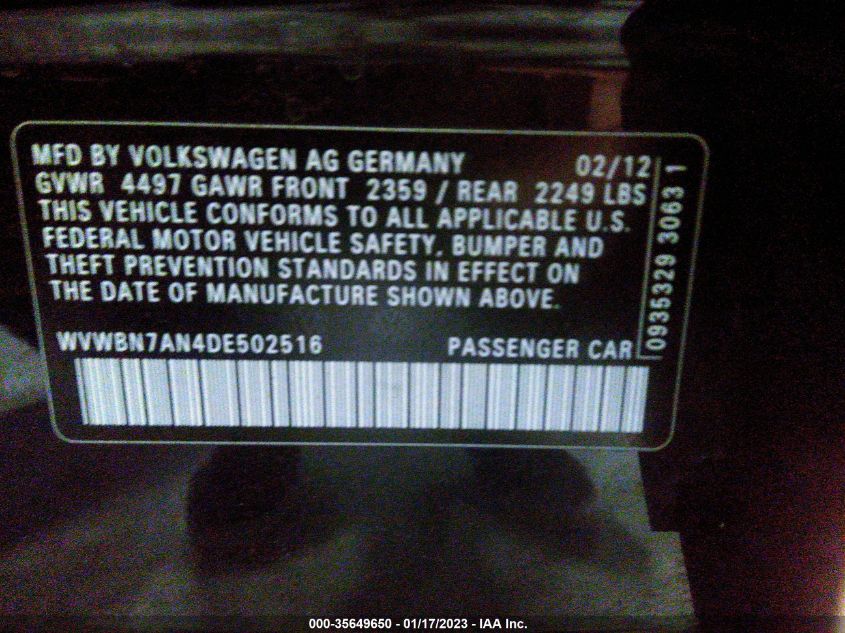 MFD BY VOLKSWAGEN AG GERMANY 02/12
GVWR 4497 GAWR FRONT 2359 / REAR 2249 LBS
THIS VEHICLE CONFORMS TO ALL APPLICABLE U.S.
FEDERAL MOTOR VEHICLE SAFETY, BUMPER AND
THEFT PREVENTION STANDARDS IN EFFECT ON
THE DATE OF MANUFACTURE SHOWN ABOVE.
WVWBN7AN4DE502516 PASSENGER CAR
0935329 3063 1
000-35649650 - 01/17/2023 - IAA Inc.